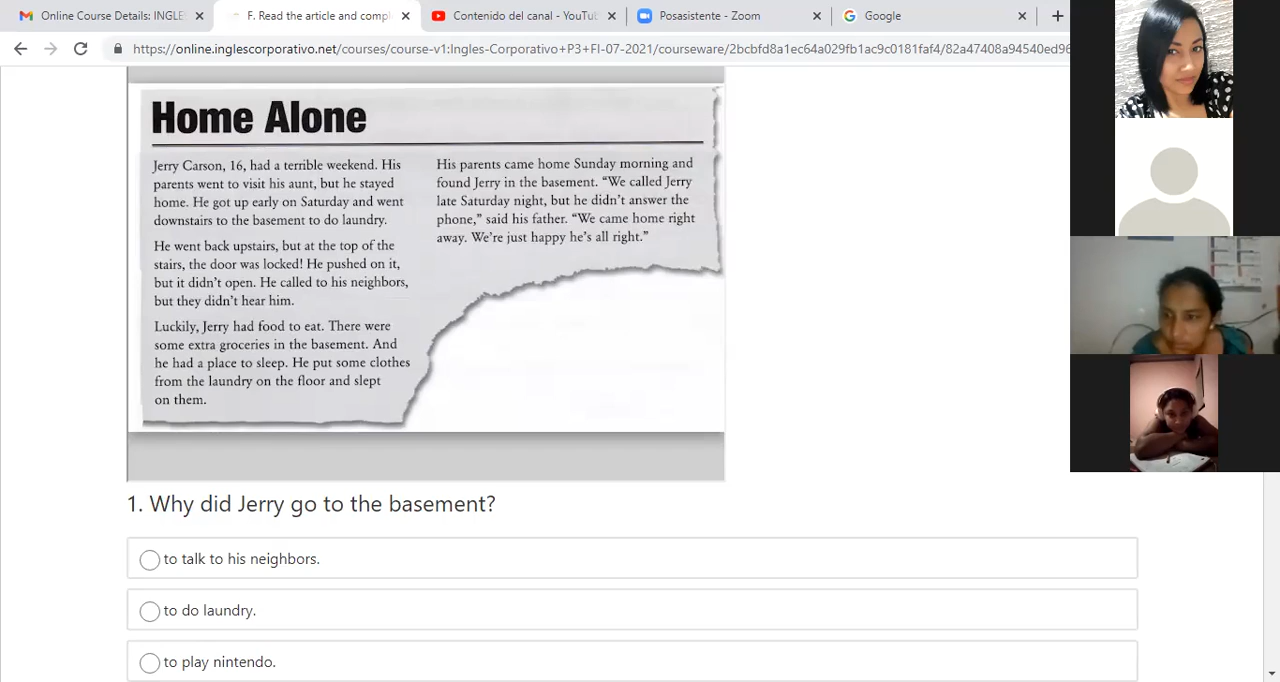 Online Course Details: INGLE
F. Read the article and compl
Contenido del canal - YouTu
Posasistente - Zoom
Google
https://online.inglescorporativo.net/courses/course-v1:Ingles-Corporativo+P3+FI-07-2021/courseware/2bcbfd8a1ec64a029fb1ac9c0181faf4/82a47408a94540ed96
Home Alone
Jerry Carson, 16, had a terrible weekend. His
parents went to visit his aunt, but he stayed
home. He got up early on Saturday and went
downstairs to the basement to do laundry.
He went back upstairs, but at the top of the
stairs, the door was locked! He pushed on it,
but it didn't open. He called to his neighbors,
but they didn't hear him.
Luckily, Jerry had food to eat. There were
some extra groceries in the basement. And
he had a place to sleep. He put some clothes
from the laundry on the floor and slept
on them.
His parents came home Sunday morning and
found Jerry in the basement. “We called Jerry
late Saturday night, but he didn't answer the
phone,” said his father. “We came home right
away. We're just happy he's all right.”
1. Why did Jerry go to the basement?
to talk to his neighbors.
to do laundry.
to play nintendo.